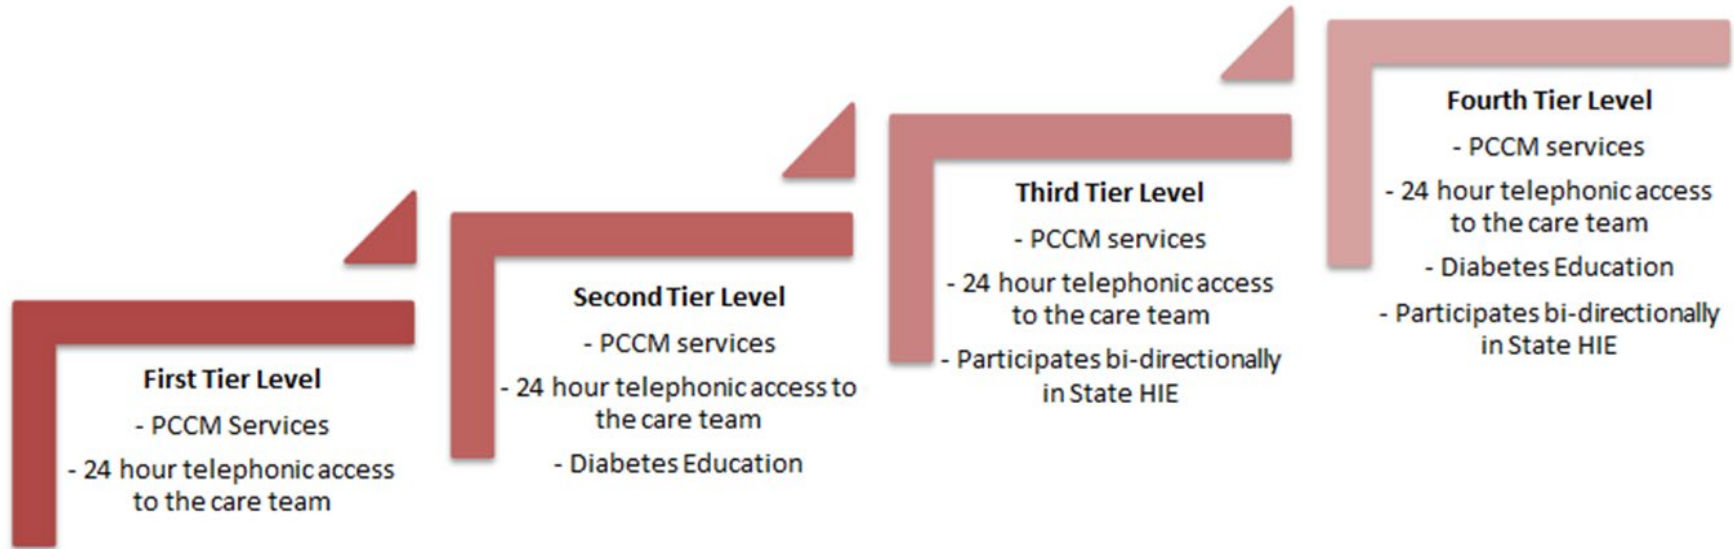 First Tier Level
- PCCM Services
- 24 hour telephonic access
to the care team
Second Tier Level
- PCCM services
- 24 hour telephonic access to
the care team
- Diabetes Education
Third Tier Level
- PCCM services
- 24 hour telephonic access
to the care team
- Participates bi-directionally
in State HIE
Fourth Tier Level
- PCCM services
- 24 hour telephonic access
to the care team
- Diabetes Education
- Participates bi-directionally
in State HIE